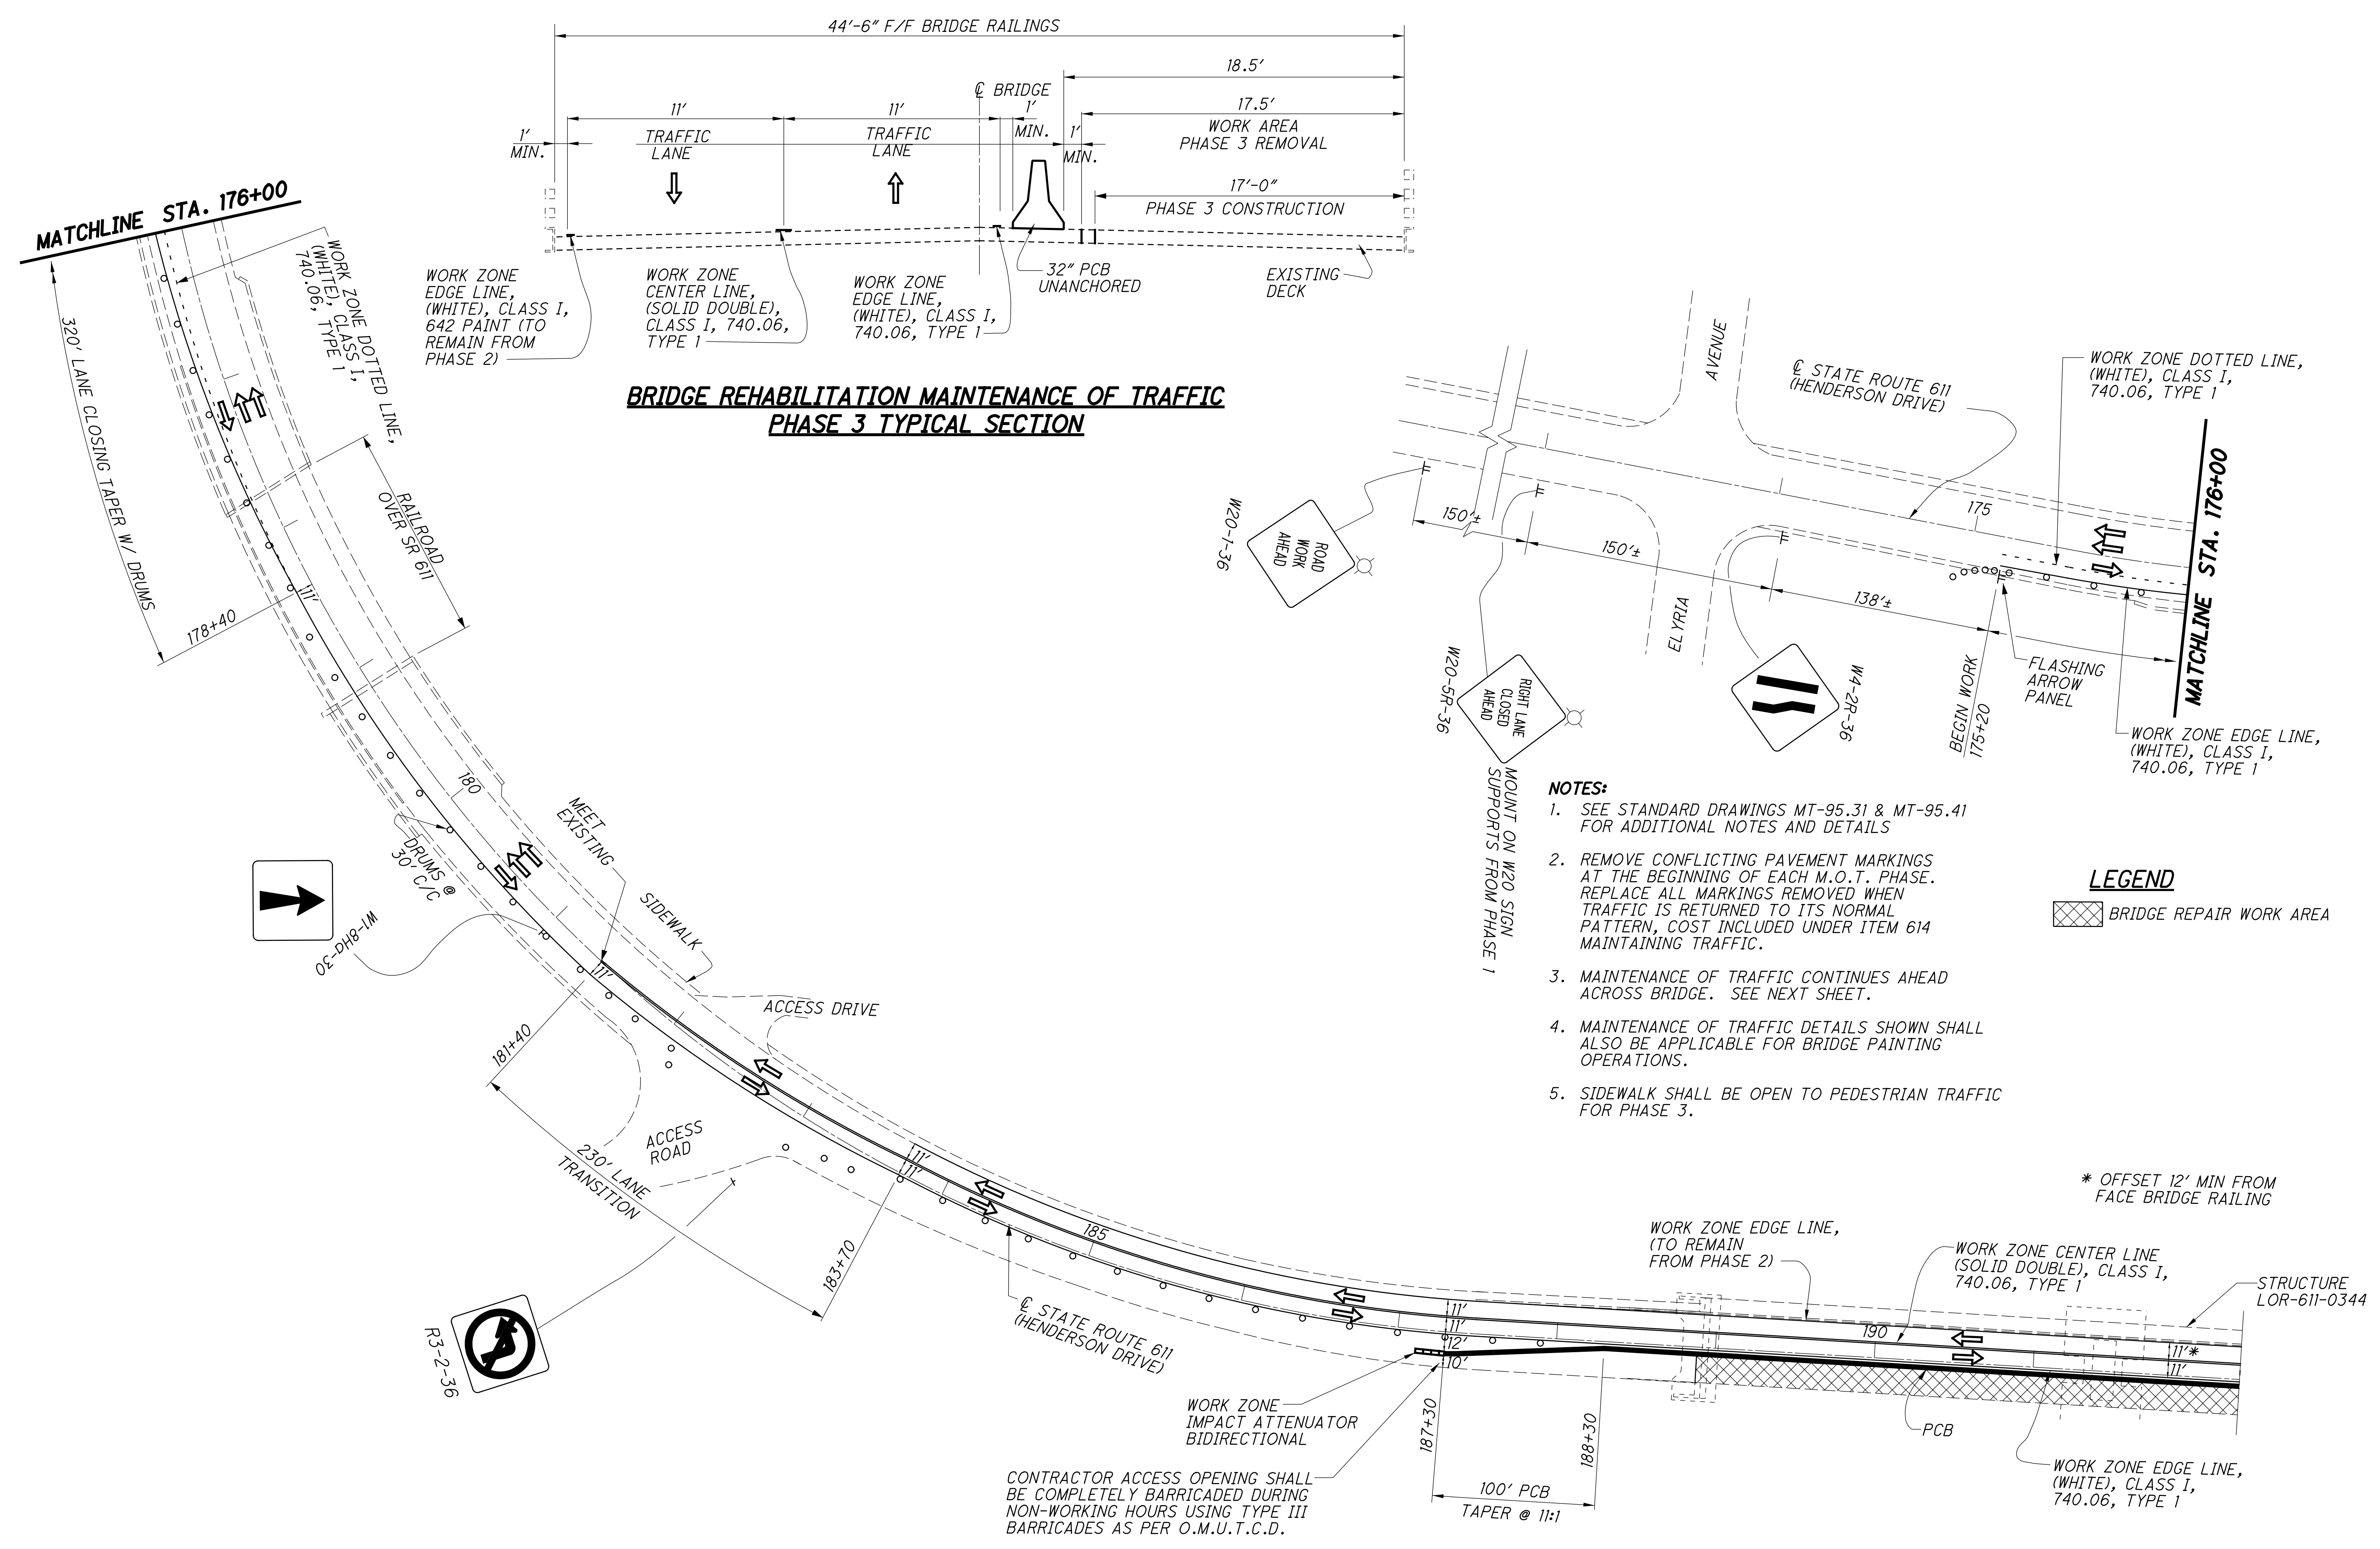 44'-6" F/F BRIDGE RAILINGS
18.5'
℄ BRIDGE
11'
11'
1'
MIN.
17.5'
WORK AREA
PHASE 3 REMOVAL
1'
MIN.
TRAFFIC
LANE
TRAFFIC
LANE
1'
MIN.
17'-0"
PHASE 3 CONSTRUCTION
WORK ZONE
EDGE LINE,
(WHITE), CLASS I,
642 PAINT (TO
REMAIN FROM
PHASE 2)
WORK ZONE
CENTER LINE,
(SOLID DOUBLE),
CLASS I, 740.06,
TYPE 1
WORK ZONE
EDGE LINE,
(WHITE), CLASS I,
740.06, TYPE 1
32" PCB
UNANCHORED
EXISTING
DECK
BRIDGE REHABILITATION MAINTENANCE OF TRAFFIC
PHASE 3 TYPICAL SECTION
MATCHLINE STA. 176+00
WORK ZONE DOTTED LINE,
(WHITE), CLASS I,
740.06, TYPE 1
320' LANE CLOSING TAPER W/ DRUMS
RAILROAD
OVER SR 611
11'
178+40
180
DRUMS @
30' C/C
MEET
EXISTING
SIDEWALK
W1-8HD-30
11'
ACCESS DRIVE
181+40
ACCESS
ROAD
230' LANE
TRANSITION
11'
11'
183+70
R3-2-36
185
℄ STATE ROUTE 611
(HENDERSON DRIVE)
AVENUE
℄ STATE ROUTE 611
(HENDERSON DRIVE)
WORK ZONE DOTTED LINE,
(WHITE), CLASS I,
740.06, TYPE 1
MATCHLINE STA. 176+00
175
150'±
150'±
138'±
W20-1-36
ROAD
WORK
AHEAD
ELYRIA
W20-5R-36
RIGHT LANE
CLOSED
AHEAD
W4-2R-36
BEGIN WORK
175+20
FLASHING
ARROW
PANEL
WORK ZONE EDGE LINE,
(WHITE), CLASS I,
740.06, TYPE 1
MOUNT ON W20 SIGN
SUPPORTS FROM PHASE 1
NOTES:
1. SEE STANDARD DRAWINGS MT-95.31 & MT-95.41
FOR ADDITIONAL NOTES AND DETAILS
2. REMOVE CONFLICTING PAVEMENT MARKINGS
AT THE BEGINNING OF EACH M.O.T. PHASE.
REPLACE ALL MARKINGS REMOVED WHEN
TRAFFIC IS RETURNED TO ITS NORMAL
PATTERN, COST INCLUDED UNDER ITEM 614
MAINTAINING TRAFFIC.
3. MAINTENANCE OF TRAFFIC CONTINUES AHEAD
ACROSS BRIDGE. SEE NEXT SHEET.
4. MAINTENANCE OF TRAFFIC DETAILS SHOWN SHALL
ALSO BE APPLICABLE FOR BRIDGE PAINTING
OPERATIONS.
5. SIDEWALK SHALL BE OPEN TO PEDESTRIAN TRAFFIC
FOR PHASE 3.
LEGEND
BRIDGE REPAIR WORK AREA
* OFFSET 12' MIN FROM
FACE BRIDGE RAILING
WORK ZONE EDGE LINE,
(TO REMAIN
FROM PHASE 2)
WORK ZONE CENTER LINE
(SOLID DOUBLE), CLASS I,
740.06, TYPE 1
STRUCTURE
LOR-611-0344
11'
11'
12'
10'
190
11'*
11'
WORK ZONE
IMPACT ATTENUATOR
BIDIRECTIONAL
187+30
188+30
PCB
CONTRACTOR ACCESS OPENING SHALL
BE COMPLETELY BARRICADED DURING
NON-WORKING HOURS USING TYPE III
BARRICADES AS PER O.M.U.T.C.D.
100' PCB
TAPER @ 11:1
WORK ZONE EDGE LINE,
(WHITE), CLASS I,
740.06, TYPE 1